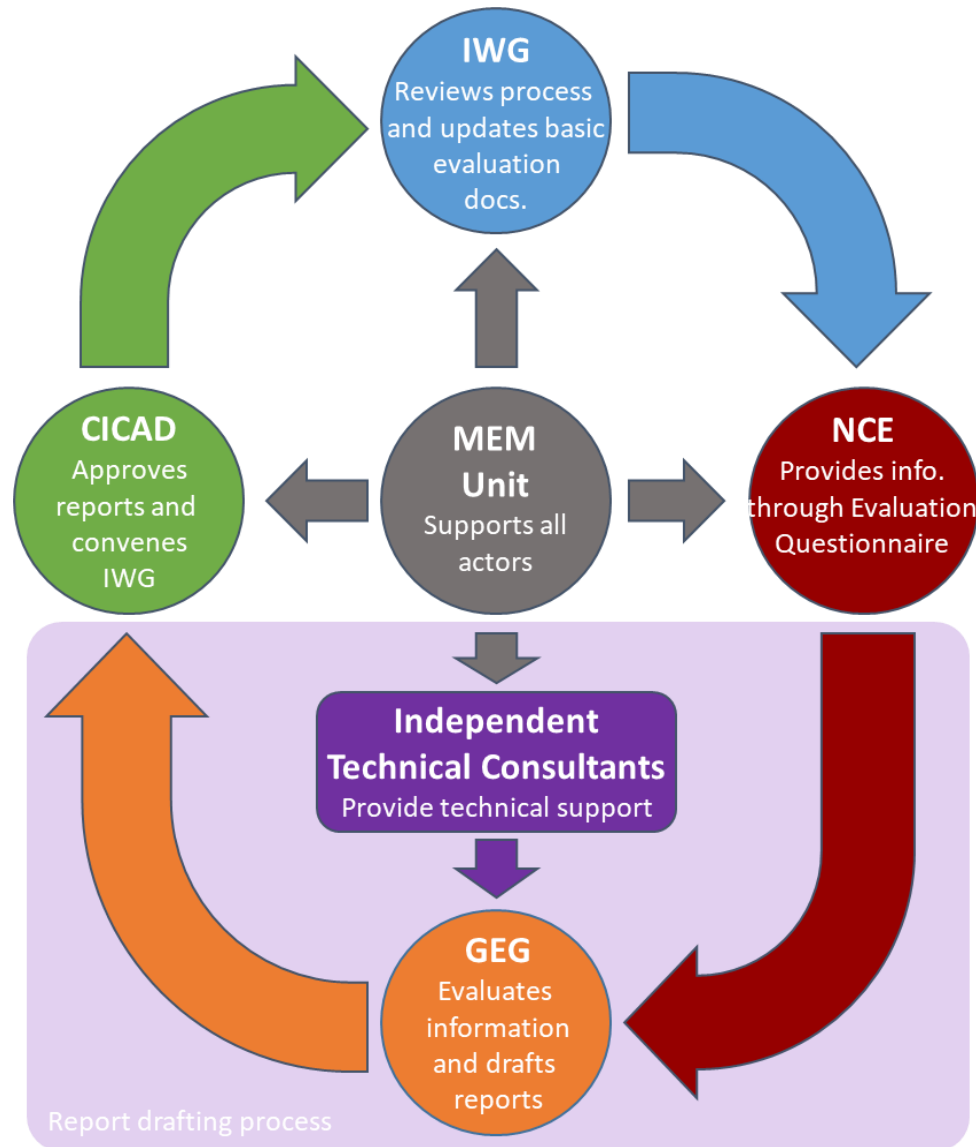 IWG
Reviews process
and updates basic
evaluation
docs.
CICAD
Approves
reports and
convenes
IWG
MEM
Unit
Supports all
actors
NCE
Provides info.
through Evaluation
Questionnaire
Independent
Technical Consultants
Provide technical support
GEG
Evaluates
information
and drafts
reports
Report drafting process